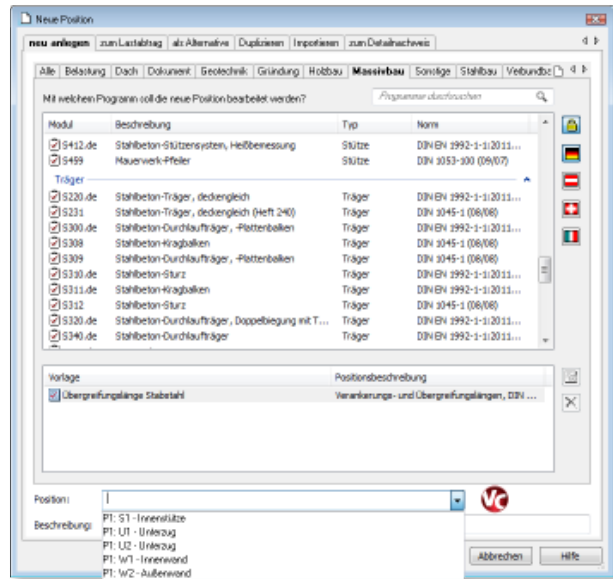 Neue Position
neu anlegen zum Lastabtrag als Alternative Duplizieren Importieren zum Detailnachweis
Alle Belastung Dach Dokument Geotechnik Gründung Holzbau Massivbau Sonstige Stahlbau
Mit welchem Programm soll die neue Position bearbeitet werden? Programme durchsuchen
Modul Beschreibung Typ Norm
S412.de Stahlbeton-Stützensystem, Heißbemessung Stütze DIN EN 1992-1-1:2011...
S459 Mauerwerk-Pfeiler Stütze DIN 1053-100 (09/07)
Träger
S220.de Stahlbeton-Träger, deckengleich Träger DIN EN 1992-1-1:2011...
S231 Stahlbeton-Träger, deckengleich (Heft 240) Träger DIN 1045-1 (08/08)
S300.de Stahlbeton-Durchlaufträger, -Plattenbalken Träger DIN EN 1992-1-1:2011...
S308 Stahlbeton-Kragbalken Träger DIN 1045-1 (08/08)
S309 Stahlbeton-Durchlaufträger, -Plattenbalken Träger DIN 1045-1 (08/08)
S310.de Stahlbeton-Sturz Träger DIN EN 1992-1-1:2011...
S311.de Stahlbeton-Kragbalken Träger DIN EN 1992-1-1:2011...
S312 Stahlbeton-Sturz Träger DIN 1045-1 (08/08)
S320.de Stahlbeton-Durchlaufträger, Doppelbiegung mit T... Träger DIN EN 1992-1-1:2011...
S340.de Stahlbeton-Durchlaufträger Träger DIN EN 1992-1-1:2011...
Vorlage Positionsbeschreibung
Übergreifungslänge Stabstahl Verankerungs- und Übergreifungslängen, DIN ...
Position: VC
P1: S1 - Innenstütze
Beschreibung:
P1: U1 - Unterzug
P1: U2 - Unterzug
P1: W1 - Innenwand
P1: W2 - Außenwand
Abbrechen Hilfe